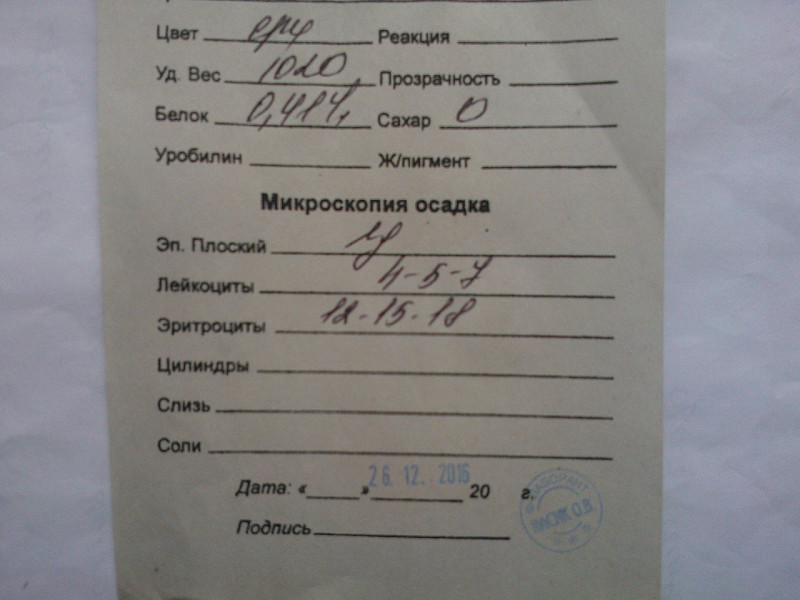 Цвет Реакция
Уд. Вес 1020 Прозрачность
Белок 0,414 Сахар 0
Уробилин Ж/пигмент
Микроскопия осадка
Эп. Плоский
Лейкоциты 4-5-7
Эритроциты 12-15-18
Цилиндры
Слизь
Соли
Дата: « » 26.12.2016 20 г.
Подпись
ЛАБОРАНТ